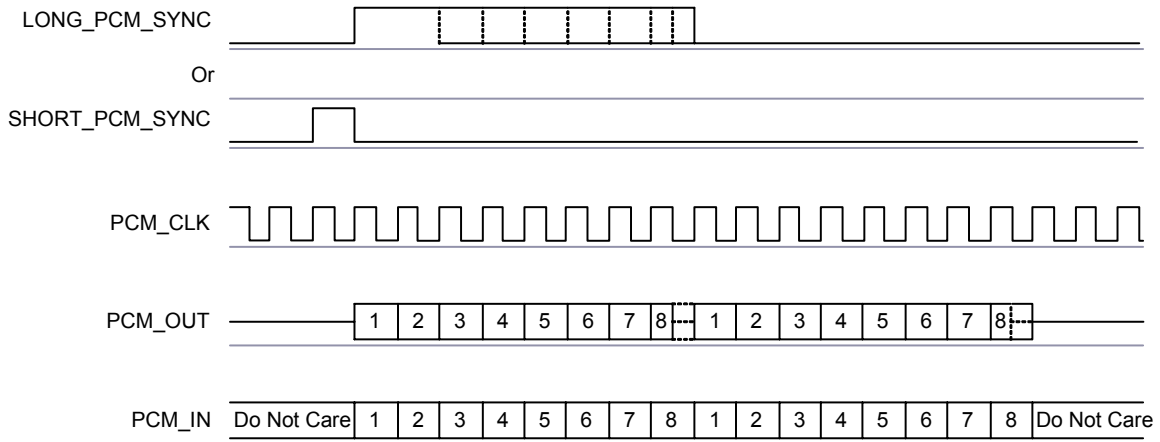 LONG_PCM_SYNC
Or
SHORT_PCM_SYNC
PCM_CLK
PCM_OUT 1 2 3 4 5 6 7 8 1 2 3 4 5 6 7 8
PCM_IN Do Not Care 1 2 3 4 5 6 7 8 1 2 3 4 5 6 7 8 Do Not Care